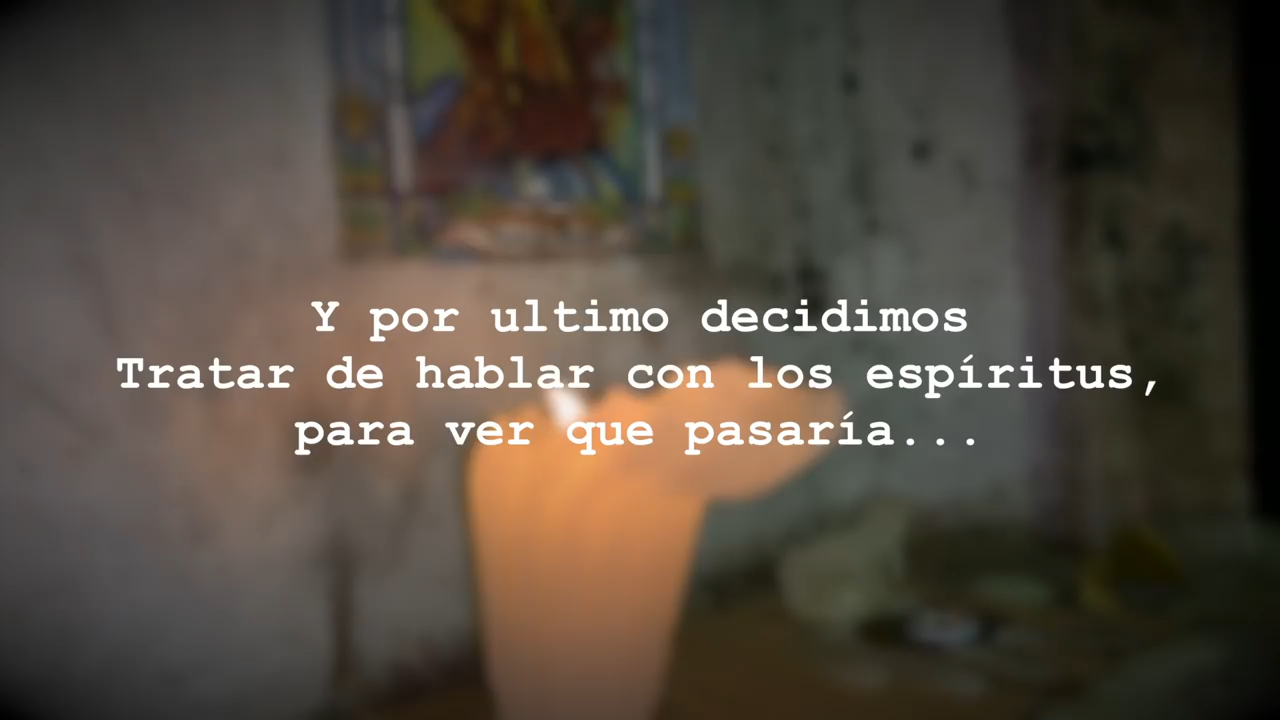 Y por ultimo decidimos
Tratar de hablar con los espíritus,
para ver que pasaría...